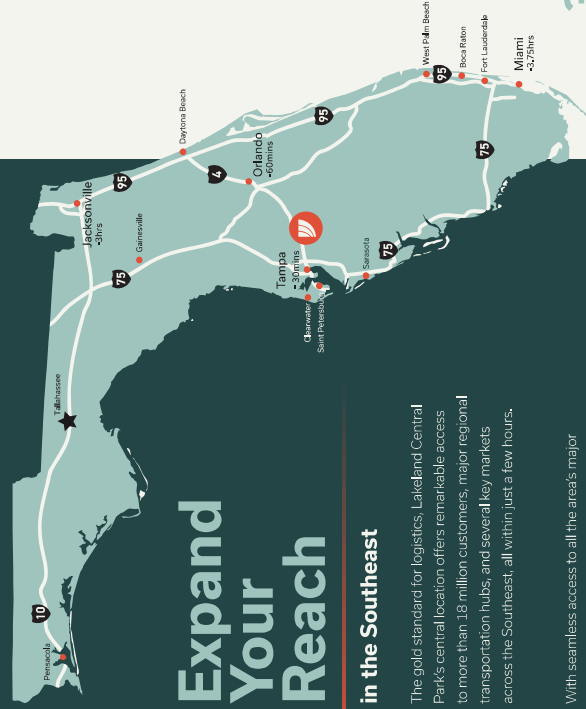 Expand
Your
Reach
in the Southeast
The gold standard for logistics, Lakeland Central
Park's central location offers remarkable access
to more than 18 million customers, major regional
transportation hubs, and several key markets
across the Southeast, all within just a few hours.
With seamless access to all the area's major
Pensacola
10
Tallahassee
75
95
Jacksonville
~3hrs
Gainesville
Daytona Beach
4
Orlando
~60mins
95
Tampa
~30mins
Clearwater
Saint Petersburg
Sarasota
75
75
West Palm Beach
95
Boca Raton
Fort Lauderdale
Miami
~3.75hrs